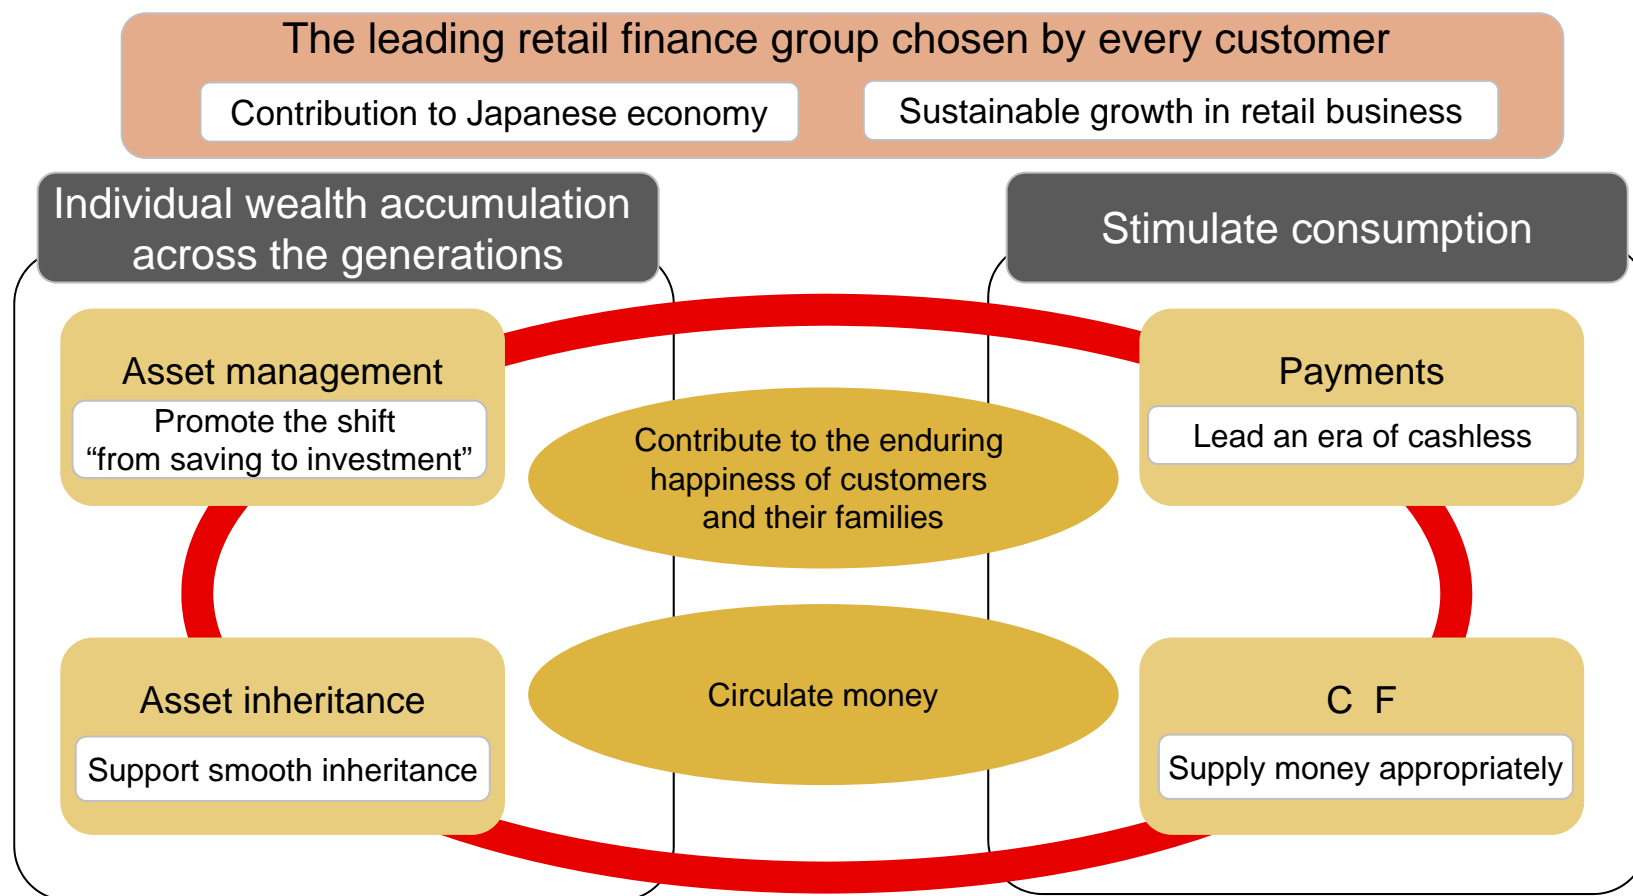 The leading retail finance group chosen by every customer
Contribution to Japanese economy
Sustainable growth in retail business
Individual wealth accumulation
across the generations
Stimulate consumption
Asset management
Promote the shift
“from saving to investment”
Payments
Lead an era of cashless
Contribute to the enduring
happiness of customers
and their families
Circulate money
Asset inheritance
Support smooth inheritance
C F
Supply money appropriately